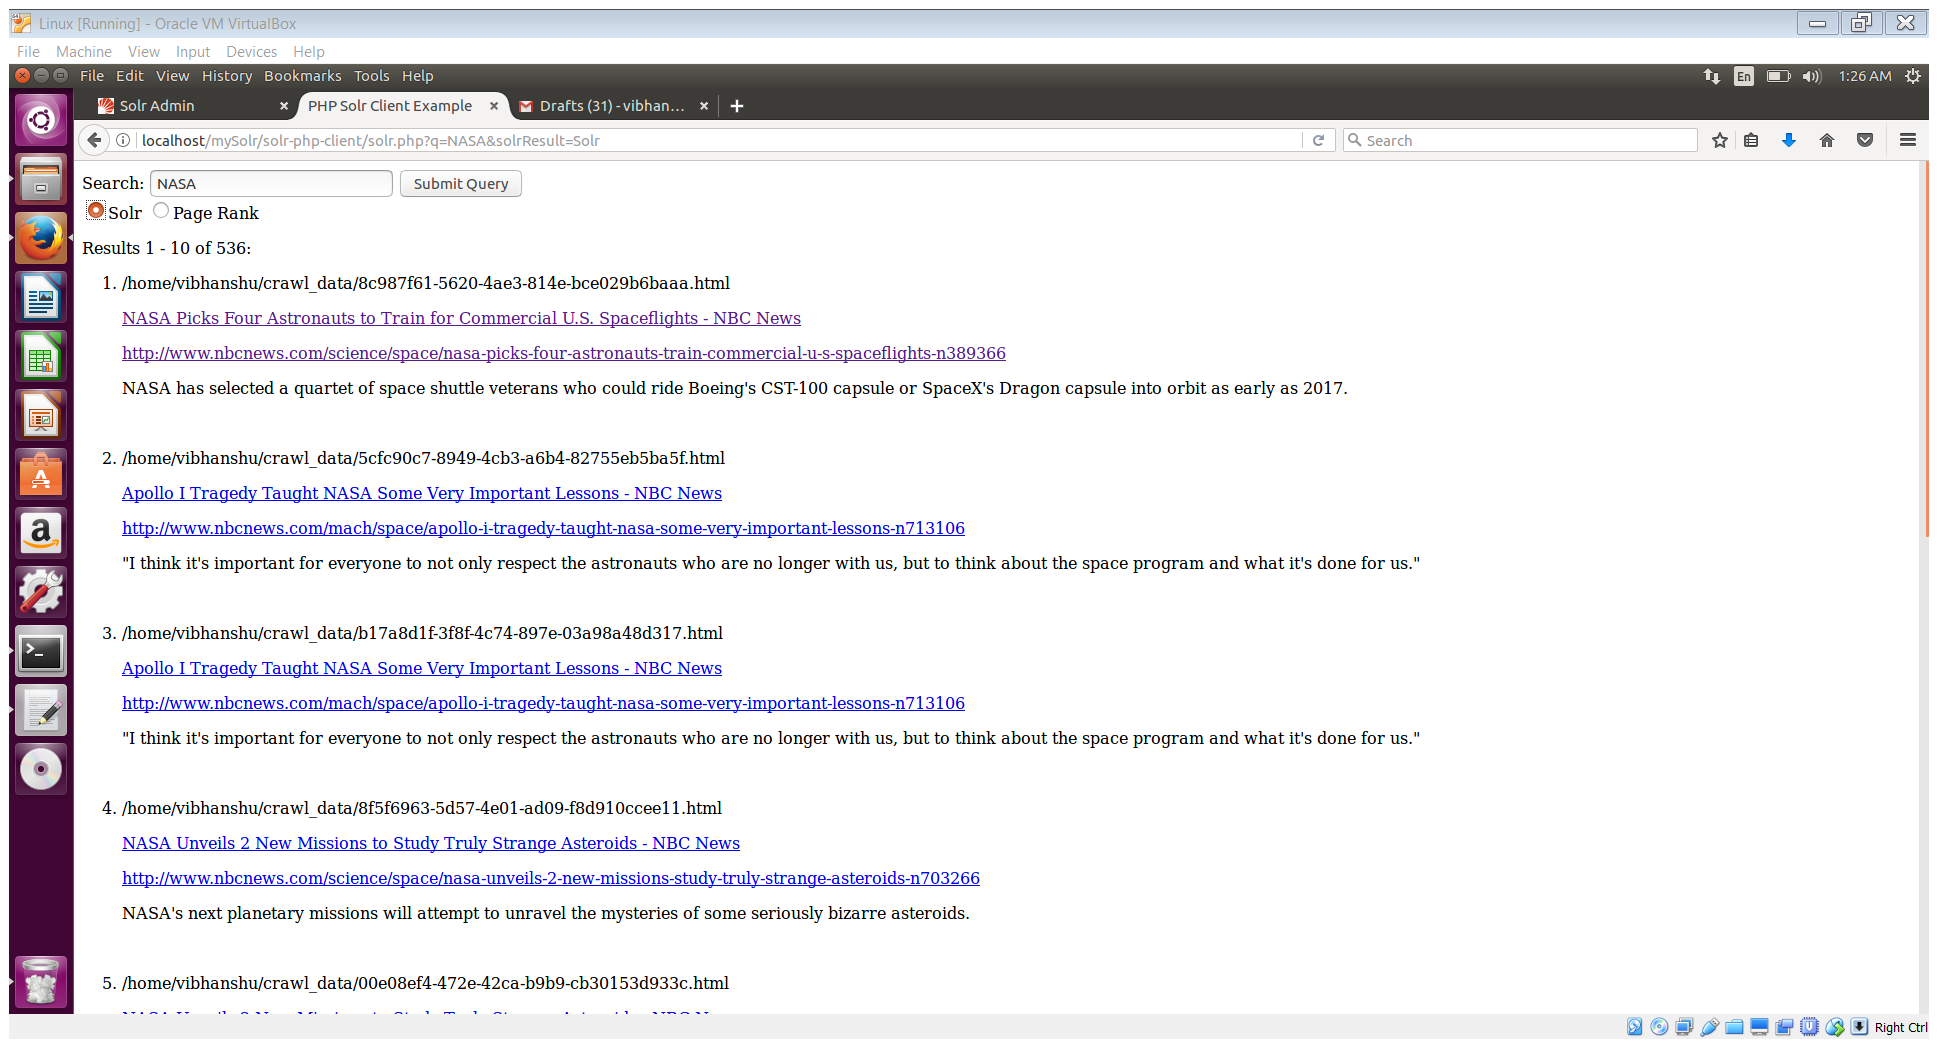 Linux [Running] - Oracle VM VirtualBox
File Machine View Input Devices Help
File Edit View History Bookmarks Tools Help
En 1:26 AM
Solr Admin PHP Solr Client Example Drafts (31) - vibhan...
localhost/mySolr/solr-php-client/solr.php?q=NASA&solrResult=Solr Search
Search: NASA Submit Query
Solr Page Rank
Results 1 - 10 of 536:
1. /home/vibhanshu/crawl_data/8c987f61-5620-4ae3-814e-bce029b6baaa.html
NASA Picks Four Astronauts to Train for Commercial U.S. Spaceflights - NBC News
http://www.nbcnews.com/science/space/nasa-picks-four-astronauts-train-commercial-u-s-spaceflights-n389366
NASA has selected a quartet of space shuttle veterans who could ride Boeing's CST-100 capsule or SpaceX's Dragon capsule into orbit as early as 2017.
2. /home/vibhanshu/crawl_data/5cfc90c7-8949-4cb3-a6b4-82755eb5ba5f.html
Apollo I Tragedy Taught NASA Some Very Important Lessons - NBC News
http://www.nbcnews.com/mach/space/apollo-i-tragedy-taught-nasa-some-very-important-lessons-n713106
"I think it's important for everyone to not only respect the astronauts who are no longer with us, but to think about the space program and what it's done for us."
3. /home/vibhanshu/crawl_data/b17a8d1f-3f8f-4c74-897e-03a98a48d317.html
Apollo I Tragedy Taught NASA Some Very Important Lessons - NBC News
http://www.nbcnews.com/mach/space/apollo-i-tragedy-taught-nasa-some-very-important-lessons-n713106
"I think it's important for everyone to not only respect the astronauts who are no longer with us, but to think about the space program and what it's done for us."
4. /home/vibhanshu/crawl_data/8f5f6963-5d57-4e01-ad09-f8d910ccee11.html
NASA Unveils 2 New Missions to Study Truly Strange Asteroids - NBC News
http://www.nbcnews.com/science/space/nasa-unveils-2-new-missions-study-truly-strange-asteroids-n703266
NASA's next planetary missions will attempt to unravel the mysteries of some seriously bizarre asteroids.
5. /home/vibhanshu/crawl_data/00e08ef4-472e-42ca-b9b9-cb30153d933c.html
Right Ctrl